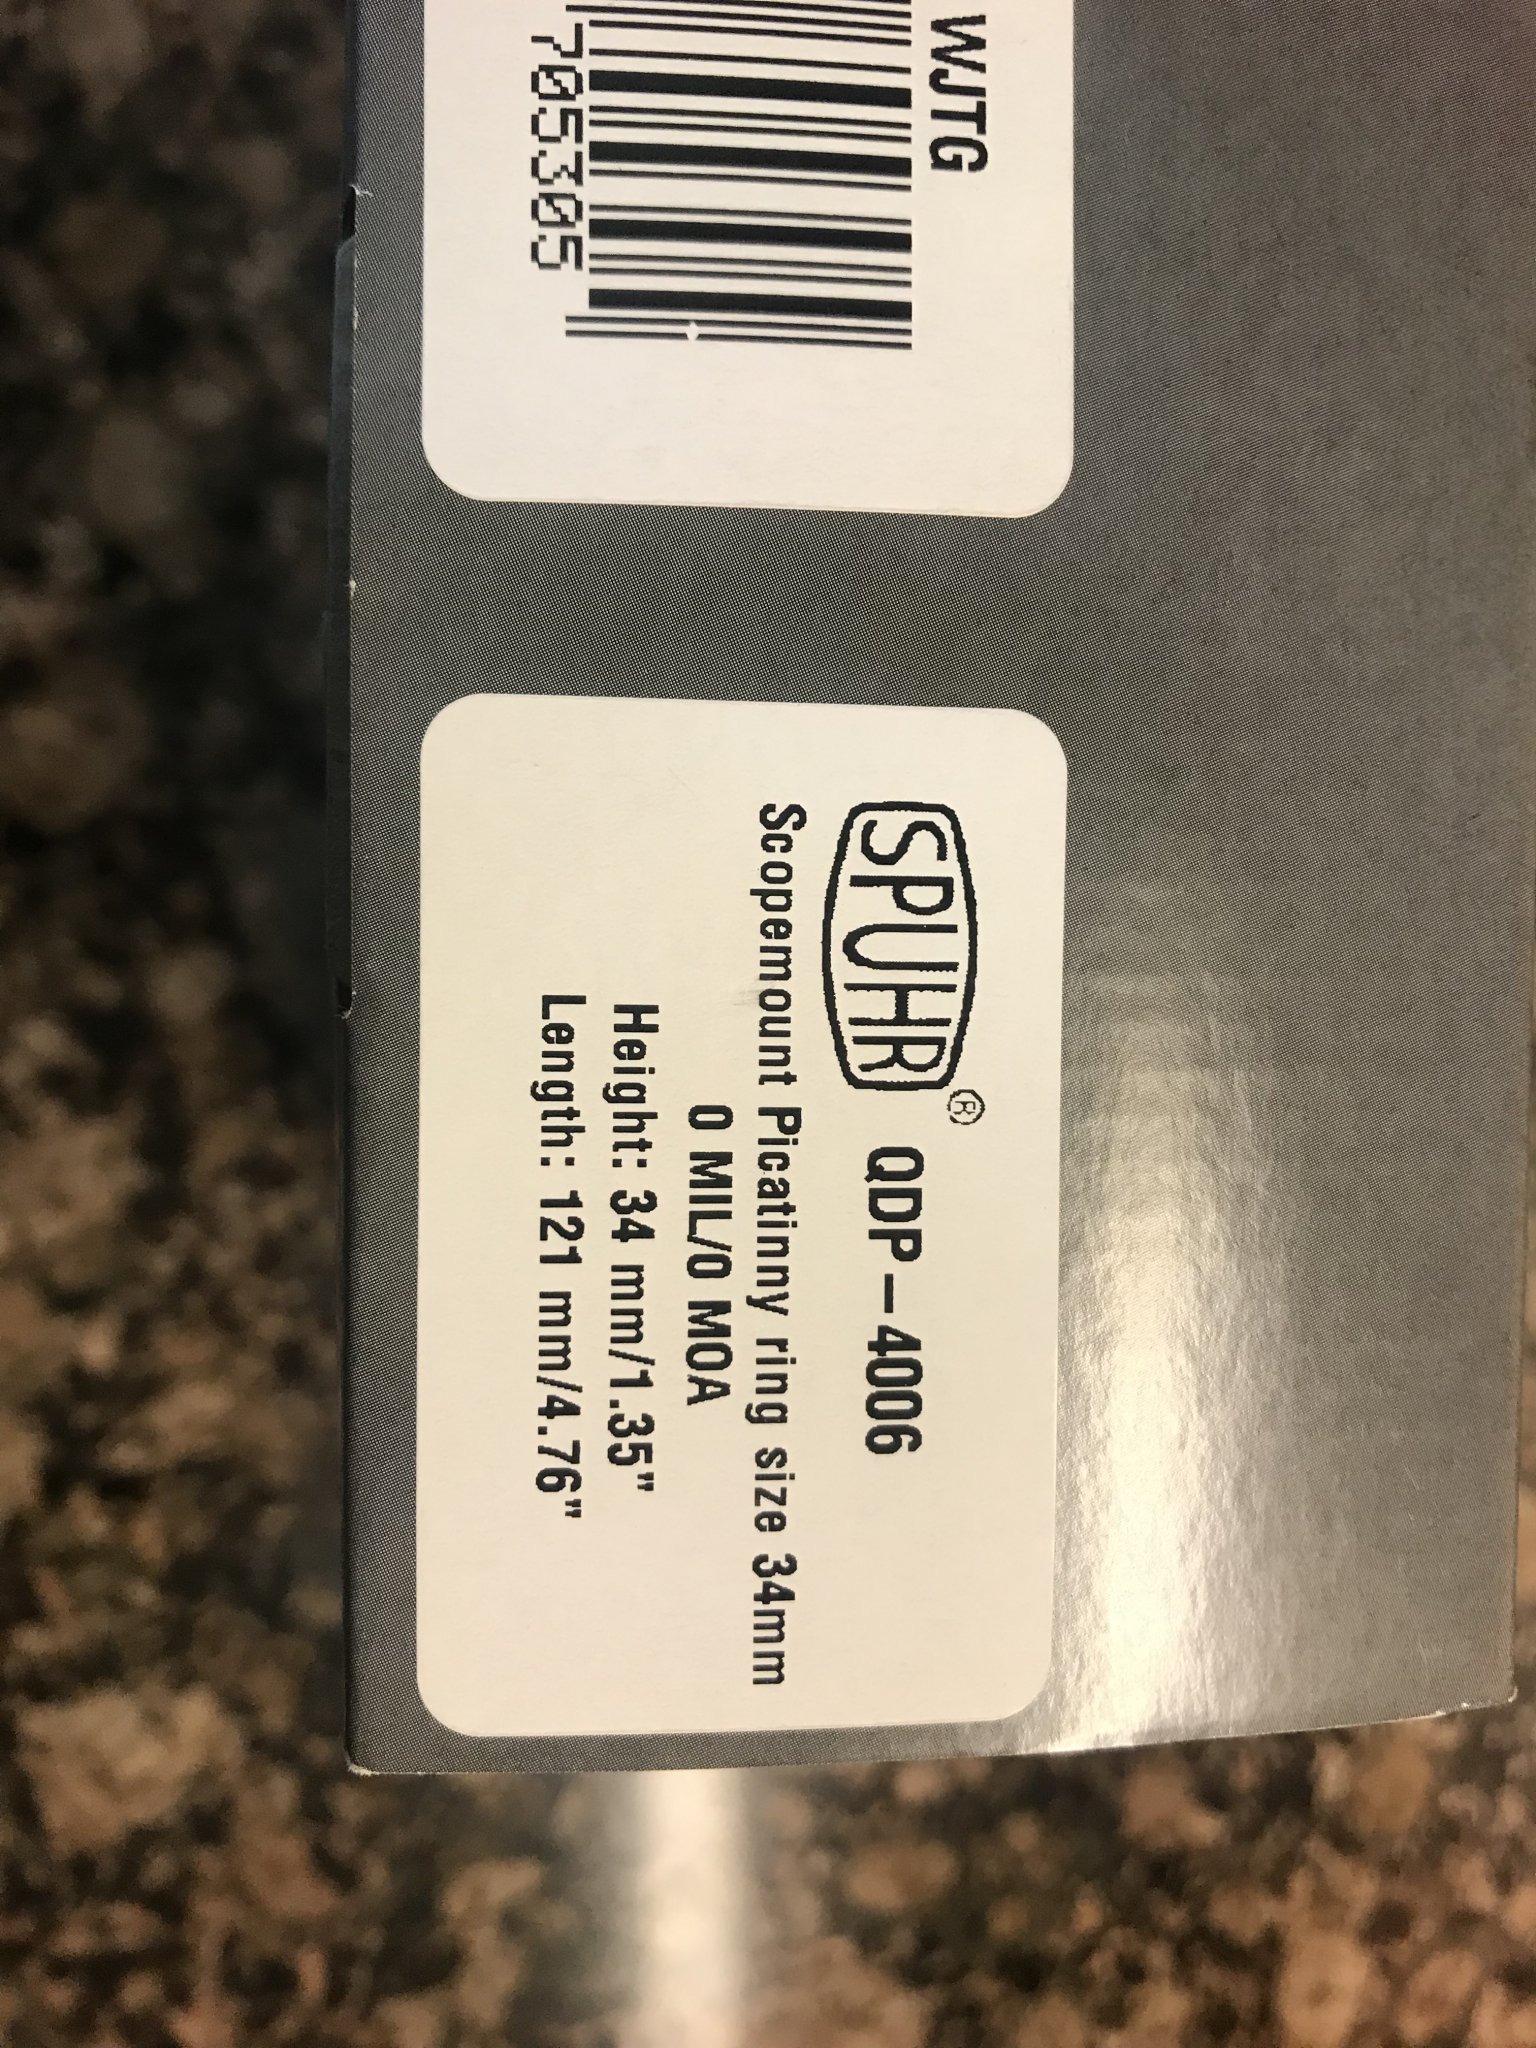 WJTG
705305
SPUHR® QDP-4006
Scopemount Picatinny ring size 34mm
0 MIL/0 MOA
Height: 34 mm/1.35"
Length: 121 mm/4.76"